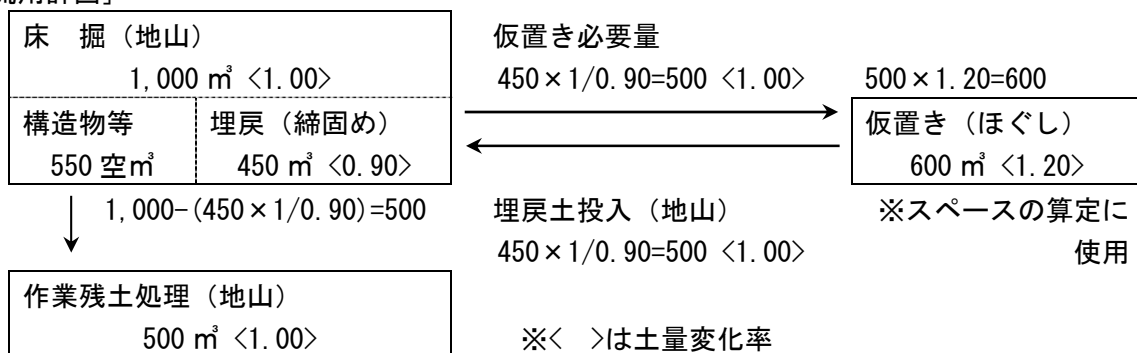 床　掘（地山）
1,000 ㎥ <1.00>
構造物等
550 空㎥
埋戻（締固め）
450 ㎥ <0.90>
仮置き必要量
450×1/0.90=500 <1.00>
500×1.20=600
仮置き（ほぐし）
600 ㎥ <1.20>
1,000-(450×1/0.90)=500
埋戻土投入（地山）
450×1/0.90=500 <1.00>
※スペースの算定に
使用
作業残土処理（地山）
500 ㎥ <1.00>
※<　>は土量変化率